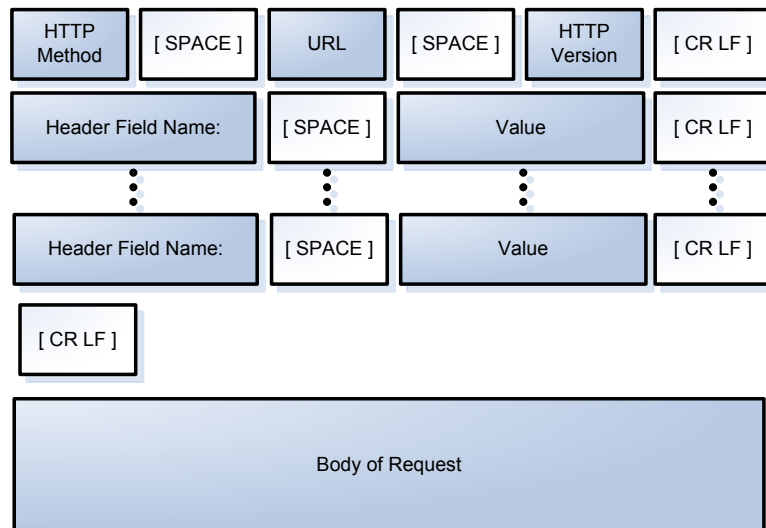 HTTP Method [ SPACE ] URL [ SPACE ] HTTP Version [ CR LF ]
Header Field Name: [ SPACE ] Value [ CR LF ]
Header Field Name: [ SPACE ] Value [ CR LF ]
[ CR LF ]
Body of Request